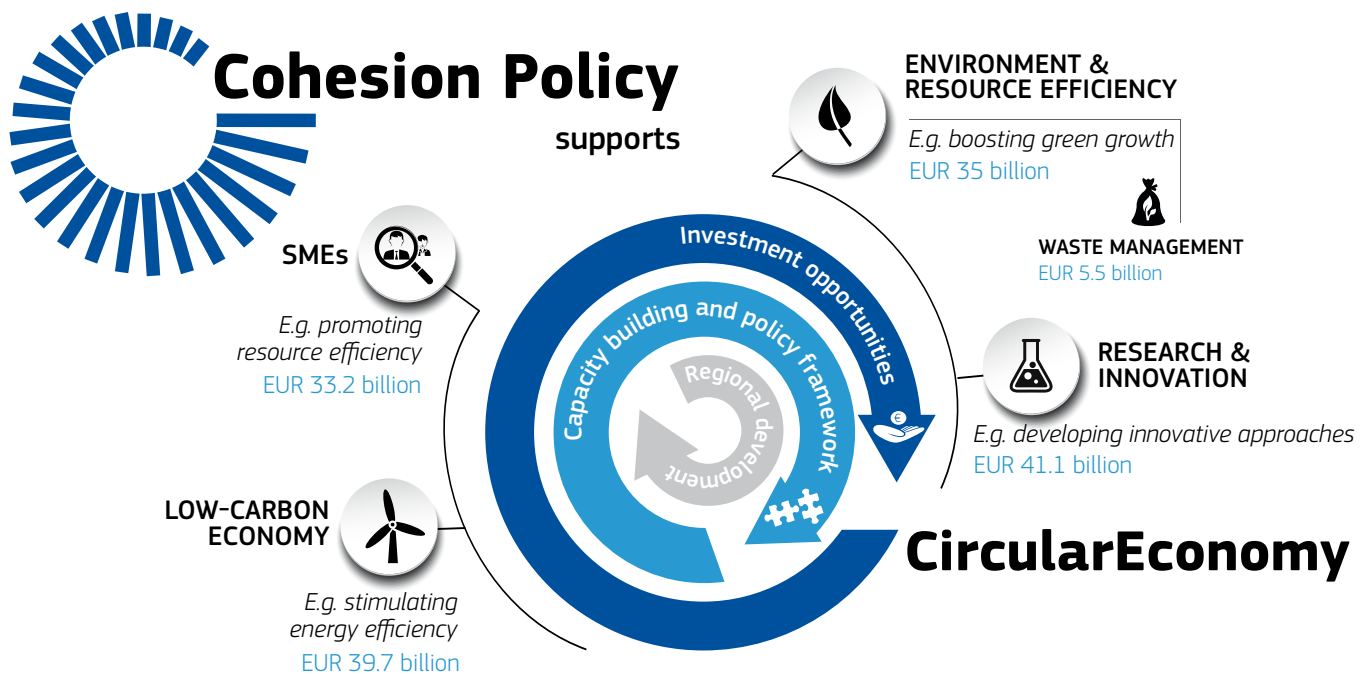 Cohesion Policy
supports
ENVIRONMENT &
RESOURCE EFFICIENCY
E.g. boosting green growth
EUR 35 billion
WASTE MANAGEMENT
EUR 5.5 billion
SMEs
E.g. promoting
resource efficiency
EUR 33.2 billion
Investment opportunities
Capacity building and policy framework
Regional development
€
RESEARCH &
INNOVATION
E.g. developing innovative approaches
EUR 41.1 billion
LOW-CARBON
ECONOMY
E.g. stimulating
energy efficiency
EUR 39.7 billion
CircularEconomy